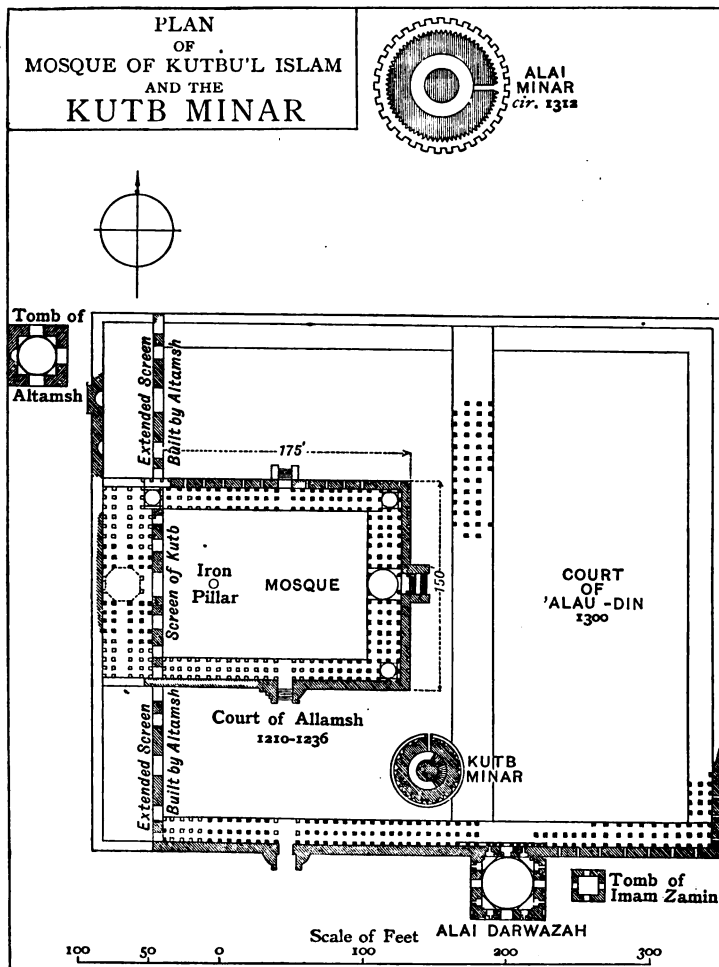 PLAN
OF
MOSQUE OF KUTBU'L ISLAM
AND THE
KUTB MINAR
ALAI
MINAR
cir. 1312
Tomb of
Altamsh
Extended Screen
Built by Altamsh
175'
150'
Screen of Kutb
Iron
Pillar
MOSQUE
COURT
OF
'ALAU-DIN
1300
Court of Allamsh
1210-1236
Extended Screen
Built by Altamsh
KUTB
MINAR
Tomb of
Imam Zamin
ALAI DARWAZAH
Scale of Feet
100 50 0 100 200 300